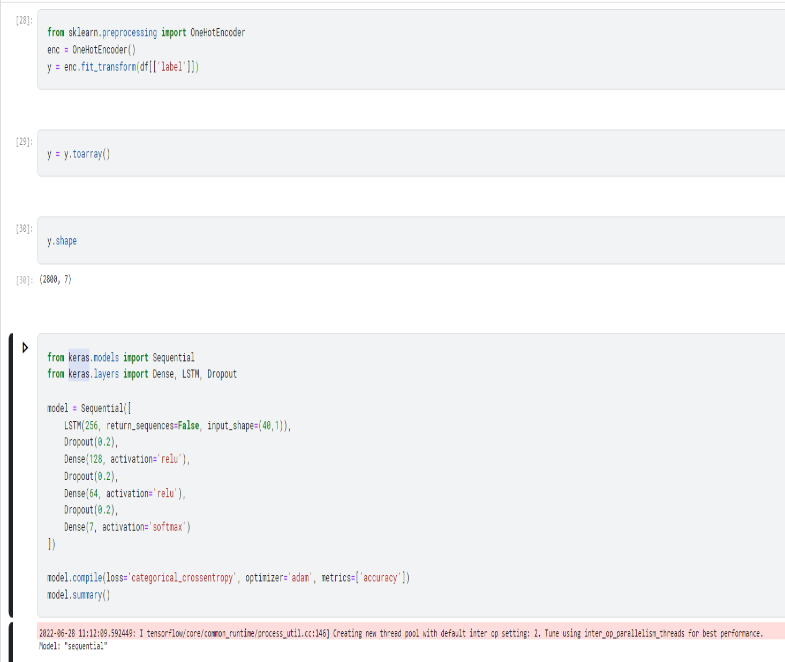 [28]:
from sklearn.preprocessing import OneHotEncoder
enc = OneHotEncoder()
y = enc.fit_transform(df[['label']])
[29]:
y = y.toarray()
[30]:
y.shape
[30]: (2800, 7)
from keras.models import Sequential
from keras.layers import Dense, LSTM, Dropout
model = Sequential([
    LSTM(256, return_sequences=False, input_shape=(40,1)),
    Dropout(0.2),
    Dense(128, activation='relu'),
    Dropout(0.2),
    Dense(64, activation='relu'),
    Dropout(0.2),
    Dense(7, activation='softmax')
])
model.compile(loss='categorical_crossentropy', optimizer='adam', metrics=['accuracy'])
model.summary()
2022-06-28 11:12:09.592449: I tensorflow/core/common_runtime/process_util.cc:146] Creating new thread pool with default inter op setting: 2. Tune using inter_op_parallelism_threads for best performance.
Model: "sequential"